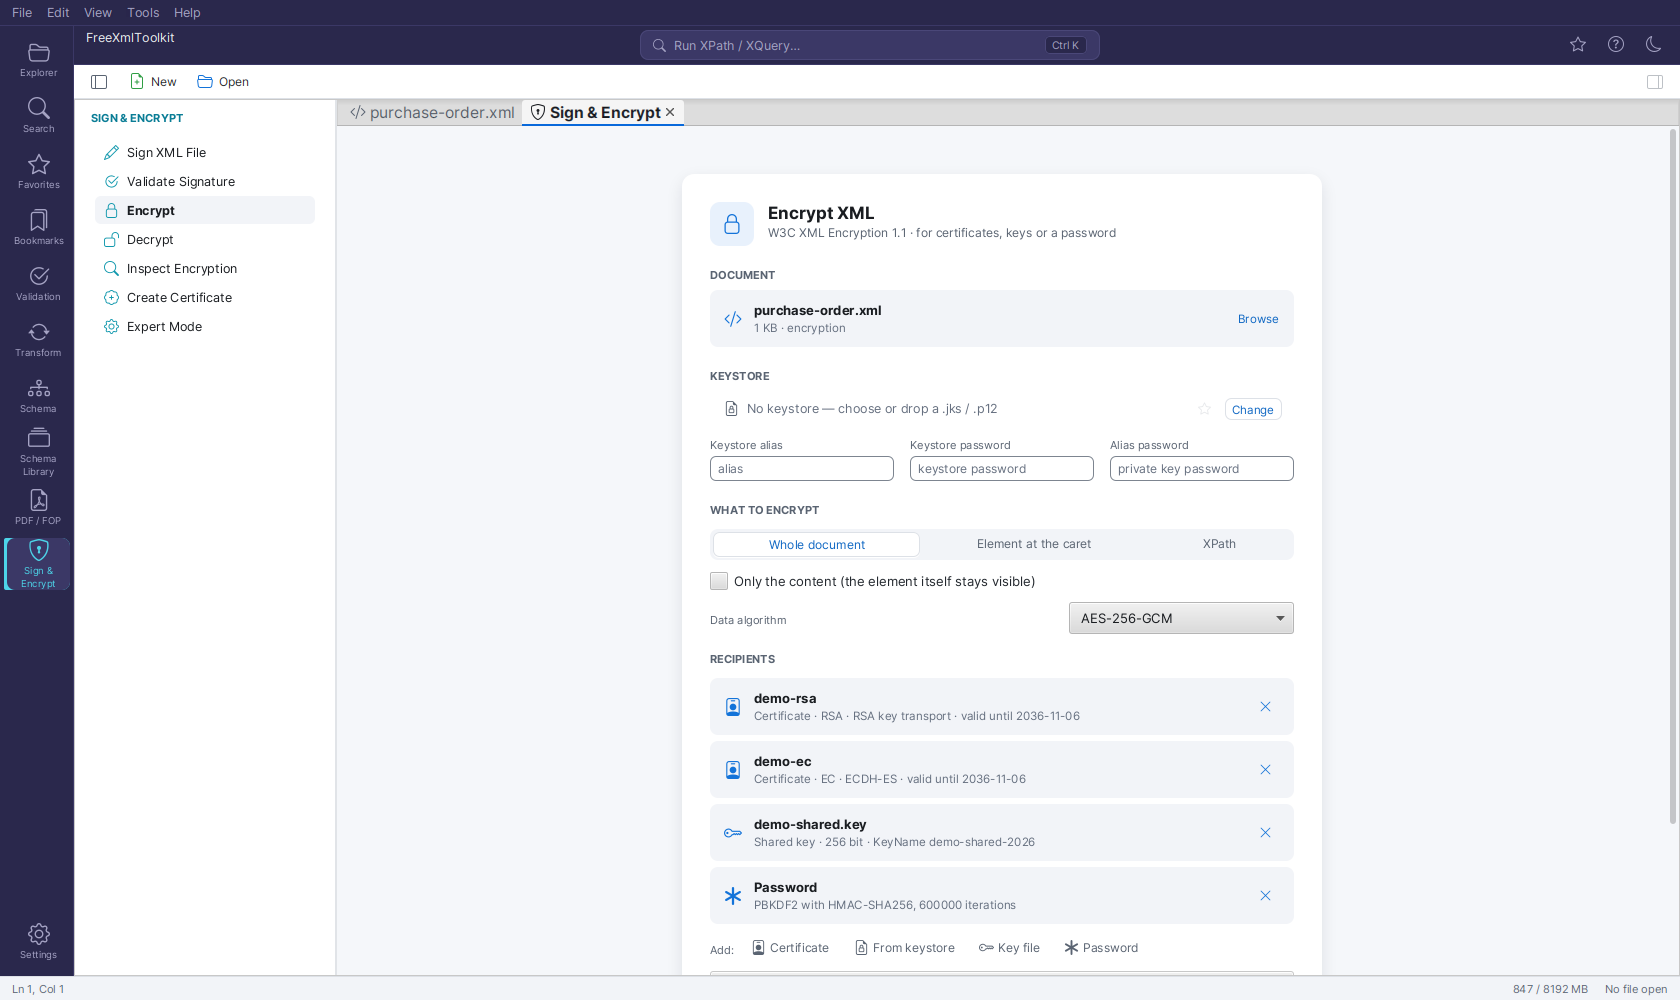 File Edit View Tools Help
FreeXmlToolkit
Run XPath / XQuery... Ctrl K
New Open
Explorer
Search
Favorites
Bookmarks
Validation
Transform
Schema
Schema
Library
PDF / FOP
Sign &
Encrypt
Settings
SIGN & ENCRYPT
Sign XML File
Validate Signature
Encrypt
Decrypt
Inspect Encryption
Create Certificate
Expert Mode
purchase-order.xml Sign & Encrypt
Encrypt XML
W3C XML Encryption 1.1 · for certificates, keys or a password
DOCUMENT
purchase-order.xml
1 KB · encryption
Browse
KEYSTORE
No keystore — choose or drop a .jks / .p12
Change
Keystore alias Keystore password Alias password
alias keystore password private key password
WHAT TO ENCRYPT
Whole document Element at the caret XPath
Only the content (the element itself stays visible)
Data algorithm AES-256-GCM
RECIPIENTS
demo-rsa
Certificate · RSA · RSA key transport · valid until 2036-11-06
demo-ec
Certificate · EC · ECDH-ES · valid until 2036-11-06
demo-shared.key
Shared key · 256 bit · KeyName demo-shared-2026
Password
PBKDF2 with HMAC-SHA256, 600000 iterations
Add: Certificate From keystore Key file Password
Ln 1, Col 1 847 / 8192 MB No file open